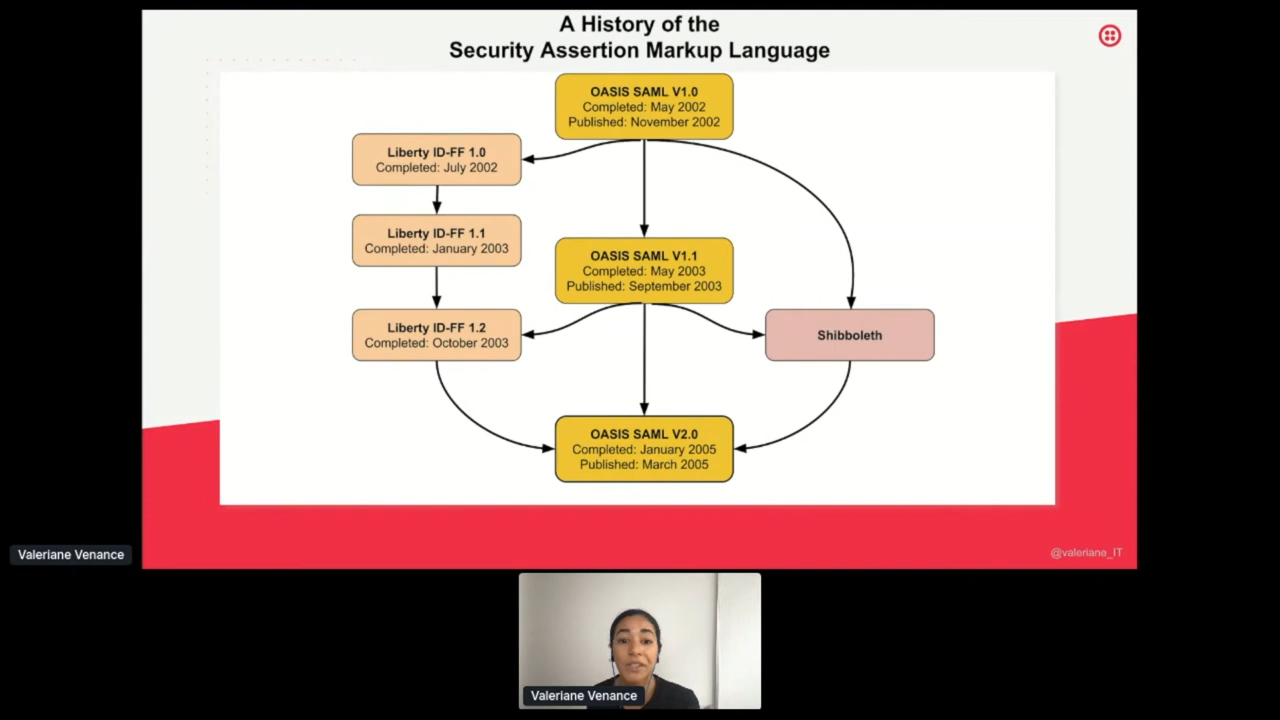 A History of the
Security Assertion Markup Language
OASIS SAML V1.0
Completed: May 2002
Published: November 2002
Liberty ID-FF 1.0
Completed: July 2002
Liberty ID-FF 1.1
Completed: January 2003
OASIS SAML V1.1
Completed: May 2003
Published: September 2003
Liberty ID-FF 1.2
Completed: October 2003
Shibboleth
OASIS SAML V2.0
Completed: January 2005
Published: March 2005
@valeriane_IT
Valeriane Venance
Valeriane Venance